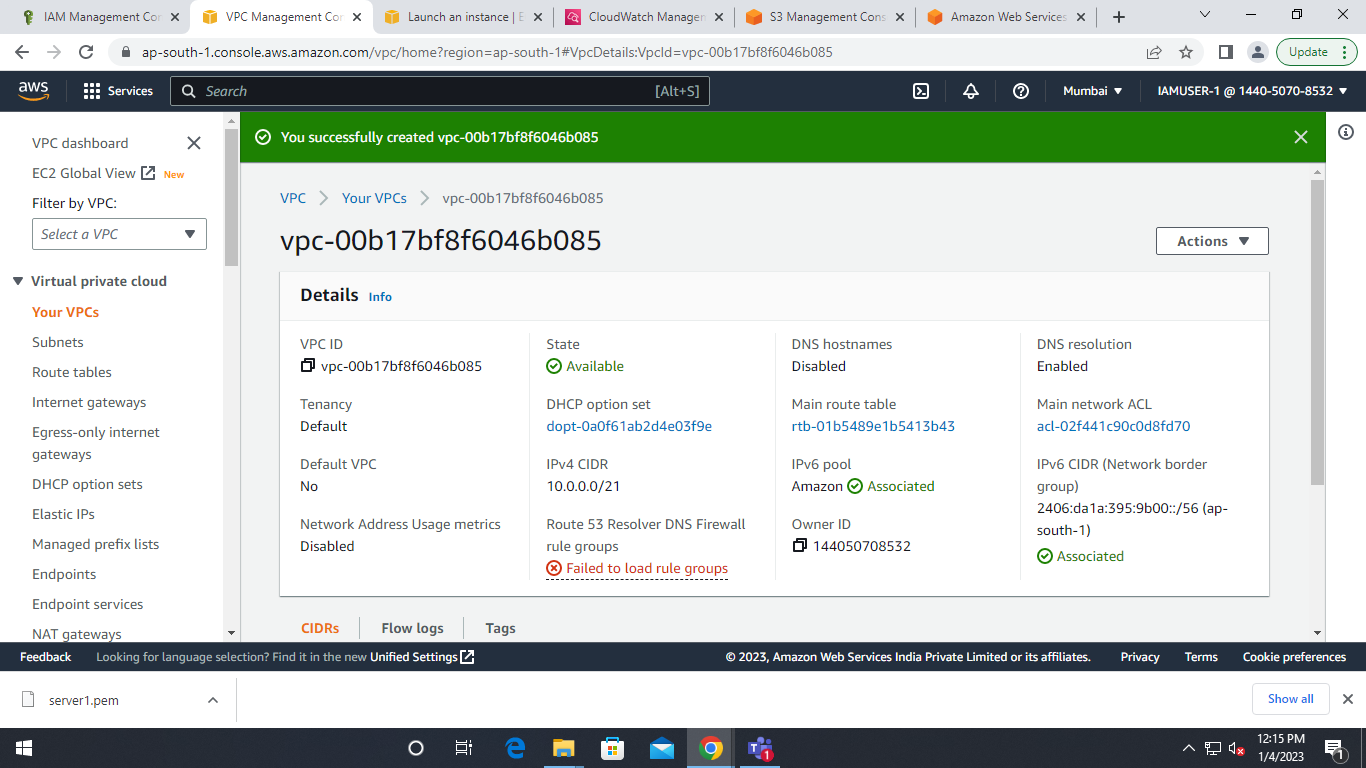 IAM Management Con
VPC Management Con
Launch an instance | E
CloudWatch Managem
S3 Management Cons
Amazon Web Services
ap-south-1.console.aws.amazon.com/vpc/home?region=ap-south-1#VpcDetails:VpcId=vpc-00b17bf8f6046b085
Update
aws
Services
Search
[Alt+S]
Mumbai
IAMUSER-1 @ 1440-5070-8532
VPC dashboard
EC2 Global View New
Filter by VPC:
Select a VPC
Virtual private cloud
Your VPCs
Subnets
Route tables
Internet gateways
Egress-only internet
gateways
DHCP option sets
Elastic IPs
Managed prefix lists
Endpoints
Endpoint services
NAT gateways
You successfully created vpc-00b17bf8f6046b085
VPC
Your VPCs
vpc-00b17bf8f6046b085
vpc-00b17bf8f6046b085
Actions
Details Info
VPC ID
vpc-00b17bf8f6046b085
State
Available
DNS hostnames
Disabled
DNS resolution
Enabled
Tenancy
Default
DHCP option set
dopt-0a0f61ab2d4e03f9e
Main route table
rtb-01b5489e1b5413b43
Main network ACL
acl-02f441c90c0d8fd70
Default VPC
No
IPv4 CIDR
10.0.0.0/21
IPv6 pool
Amazon Associated
IPv6 CIDR (Network border
group)
2406:da1a:395:9b00::/56 (ap-
south-1)
Associated
Network Address Usage metrics
Disabled
Route 53 Resolver DNS Firewall
rule groups
Failed to load rule groups
Owner ID
144050708532
CIDRs
Flow logs
Tags
Feedback
Looking for language selection? Find it in the new Unified Settings
© 2023, Amazon Web Services India Private Limited or its affiliates.
Privacy
Terms
Cookie preferences
server1.pem
Show all
1
12:15 PM
1/4/2023
1